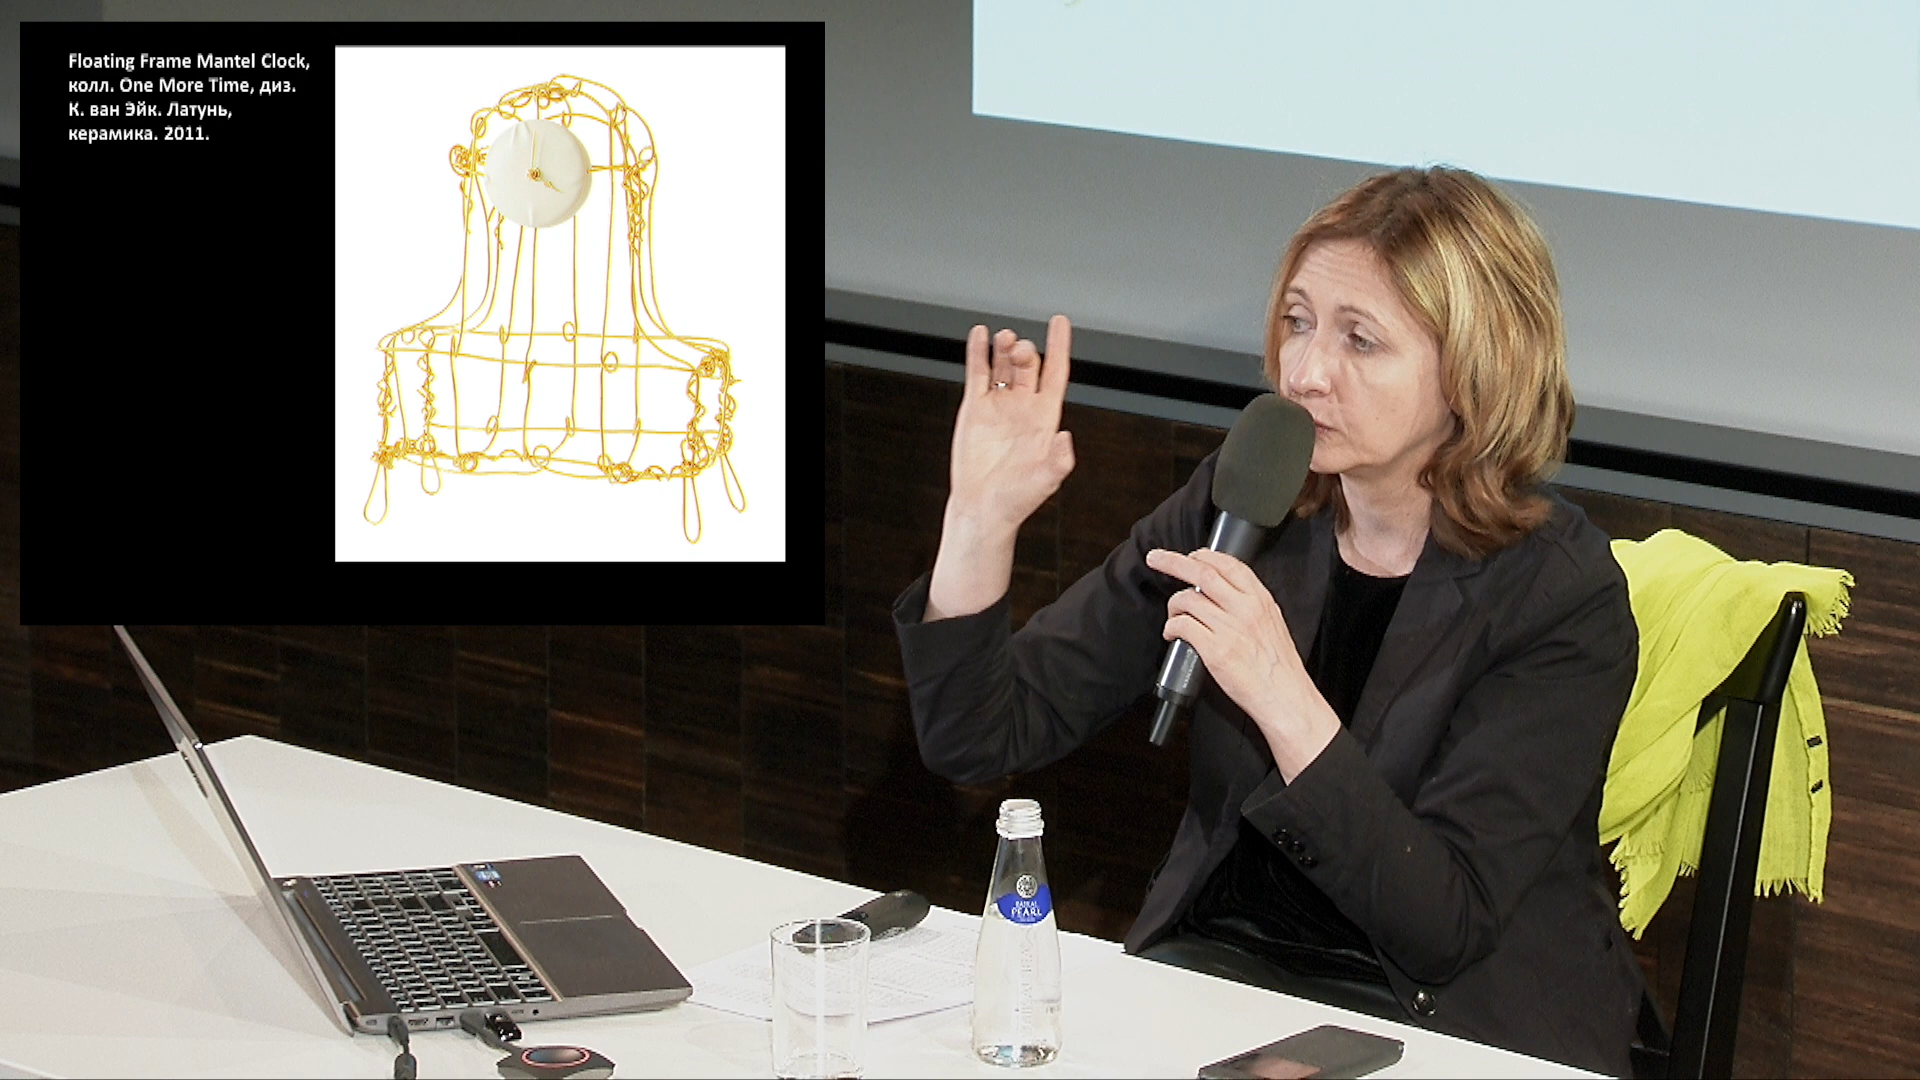 Floating Frame Mantel Clock,
колл. One More Time, диз.
К. ван Эйк. Латунь,
керамика. 2011.
BAIKAL
PEARL